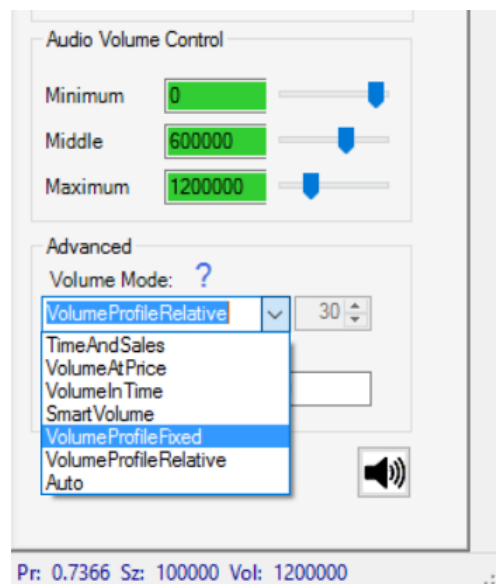 Audio Volume Control
Minimum 0
Middle 600000
Maximum 1200000
Advanced
Volume Mode: ?
VolumeProfileRelative 30
TimeAndSales
VolumeAtPrice
VolumeInTime
SmartVolume
VolumeProfileFixed
VolumeProfileRelative
Auto
Pr: 0.7366 Sz: 100000 Vol: 1200000